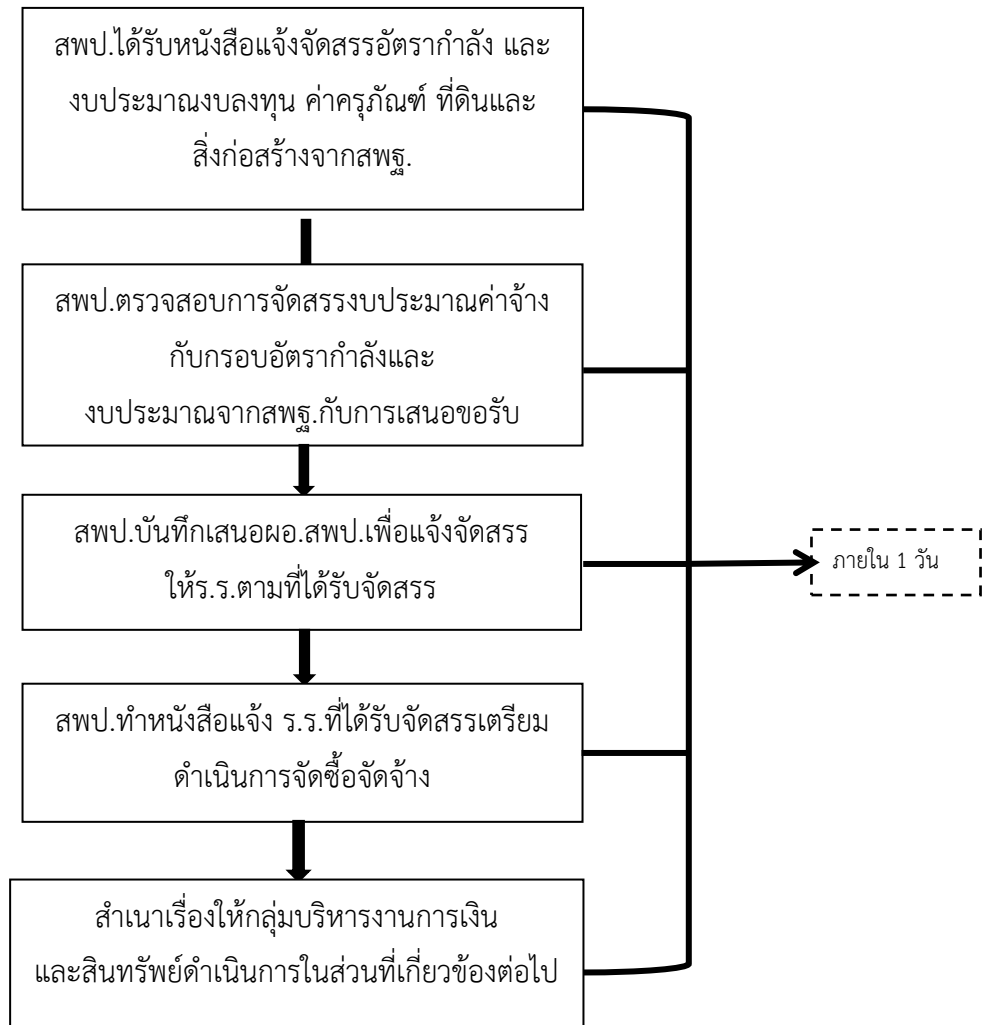 สพป.ได้รับหนังสือแจ้งจัดสรรอัตรากำลัง และ
งบประมาณงบลงทุน ค่าครุภัณฑ์ ที่ดินและ
สิ่งก่อสร้างจากสพฐ.
สพป.ตรวจสอบการจัดสรรงบประมาณค่าจ้าง
กับกรอบอัตรากำลังและ
งบประมาณจากสพฐ.กับการเสนอขอรับ
สพป.บันทึกเสนอผอ.สพป.เพื่อแจ้งจัดสรร
ให้ร.ร.ตามที่ได้รับจัดสรร
ภายใน 1 วัน
สพป.ทำหนังสือแจ้ง ร.ร.ที่ได้รับจัดสรรเตรียม
ดำเนินการจัดซื้อจัดจ้าง
สำเนาเรื่องให้กลุ่มบริหารงานการเงิน
และสินทรัพย์ดำเนินการในส่วนที่เกี่ยวข้องต่อไป